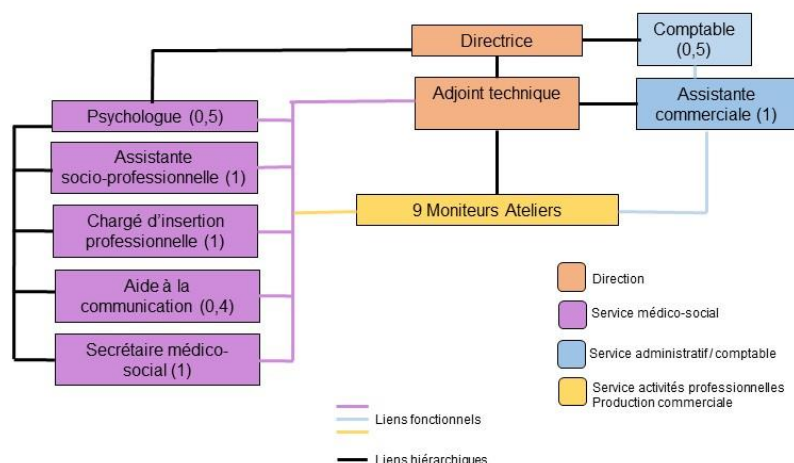 Directrice
Comptable
(0,5)
Adjoint technique
Assistante
commerciale (1)
Psychologue (0,5)
Assistante
socio-professionnelle (1)
Chargé d'insertion
professionnelle (1)
Aide à la
communication (0,4)
Secrétaire médico-
social (1)
9 Moniteurs Ateliers
Direction
Service médico-social
Service administratif/ comptable
Service activités professionnelles
Production commerciale
Liens fonctionnels
Liens hiérarchiques